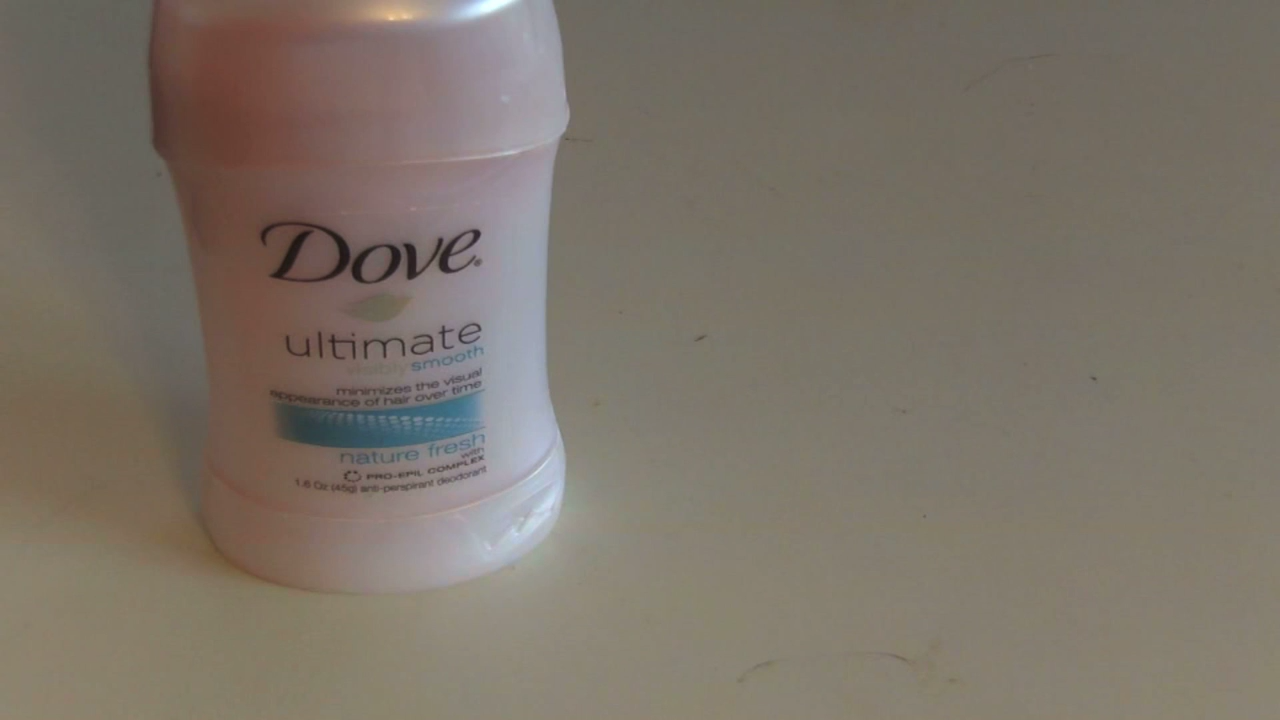 Dove
ultimate
visibly smooth
minimizes the visual
appearance of hair over time
nature fresh
with
PRO-EPIL COMPLEX
1.6 Oz (45g) anti-perspirant deodorant